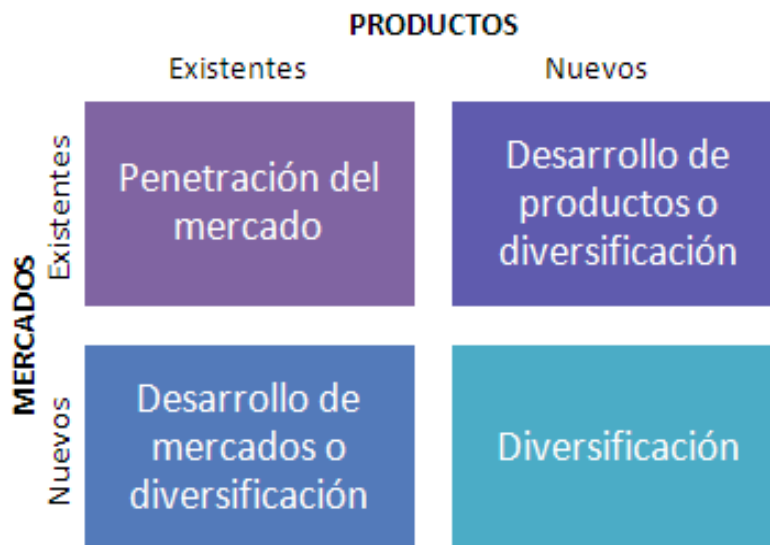 PRODUCTOS
Existentes
Nuevos
MERCADOS
Existentes
Penetración del
mercado
Desarrollo de
productos o
diversificación
Nuevos
Desarrollo de
mercados o
diversificación
Diversificación